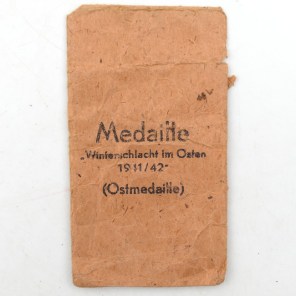 Medaille
„Winterschlacht im Osten
1941/42“
(Ostmedaille)